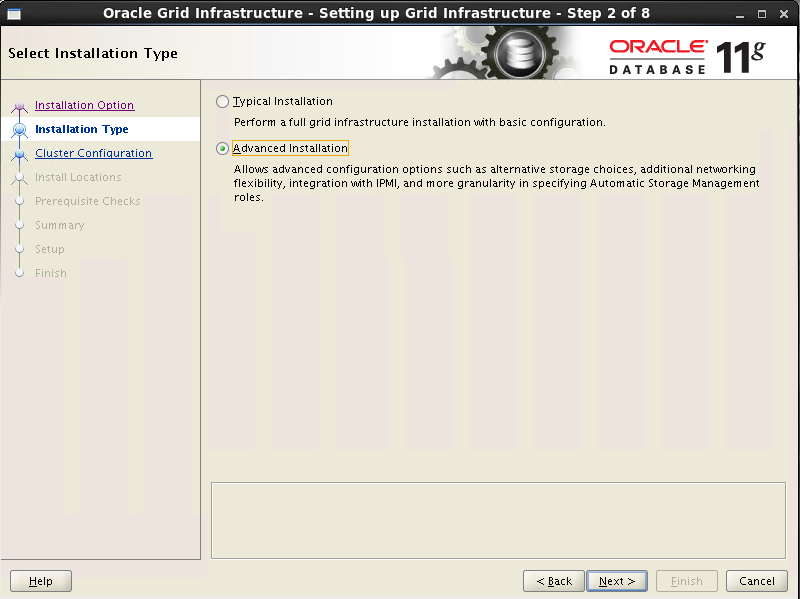 Oracle Grid Infrastructure - Setting up Grid Infrastructure - Step 2 of 8
Select Installation Type
ORACLE
DATABASE 11g
Installation Option
Installation Type
Cluster Configuration
Install Locations
Prerequisite Checks
Summary
Setup
Finish
Typical Installation
Perform a full grid infrastructure installation with basic configuration.
Advanced Installation
Allows advanced configuration options such as alternative storage choices, additional networking
flexibility, integration with IPMI, and more granularity in specifying Automatic Storage Management
roles.
Help
< Back
Next >
Finish
Cancel